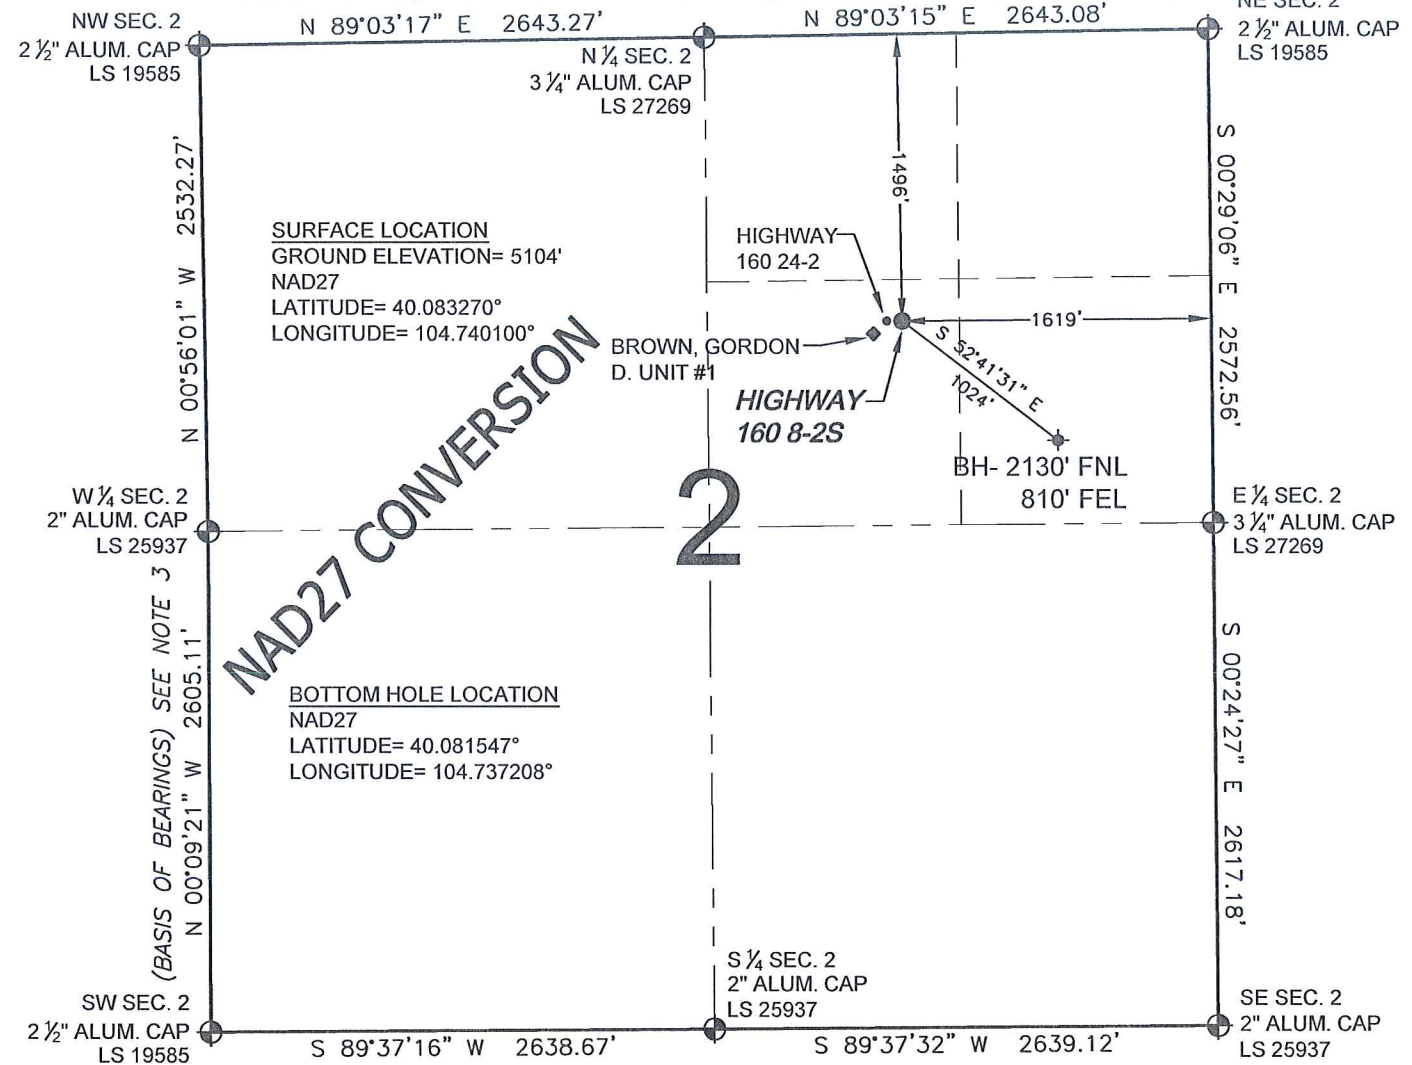 NW SEC. 2
2 ½" ALUM. CAP
LS 19585
N 89°03'17" E 2643.27'
N ¼ SEC. 2
3 ¼" ALUM. CAP
LS 27269
N 89°03'15" E 2643.08'
NE SEC. 2
2 ½" ALUM. CAP
LS 19585
N 00°56'01" W 2532.27'
SURFACE LOCATION
GROUND ELEVATION= 5104'
NAD27
LATITUDE= 40.083270°
LONGITUDE= 104.740100°
1496'
S 00°29'06" E 2572.56'
HIGHWAY
160 24-2
1619'
BROWN, GORDON
D. UNIT #1
S 52°41'31" E
1024'
HIGHWAY
160 8-2S
BH- 2130' FNL
810' FEL
NAD27 CONVERSION
2
W ¼ SEC. 2
2" ALUM. CAP
LS 25937
E ¼ SEC. 2
3 ¼" ALUM. CAP
LS 27269
(BASIS OF BEARINGS) SEE NOTE 3
N 00°09'21" W 2605.11'
BOTTOM HOLE LOCATION
NAD27
LATITUDE= 40.081547°
LONGITUDE= 104.737208°
S 00°24'27" E 2617.18'
SW SEC. 2
2 ½" ALUM. CAP
LS 19585
S 89°37'16" W 2638.67'
S ¼ SEC. 2
2" ALUM. CAP
LS 25937
S 89°37'32" W 2639.12'
SE SEC. 2
2" ALUM. CAP
LS 25937